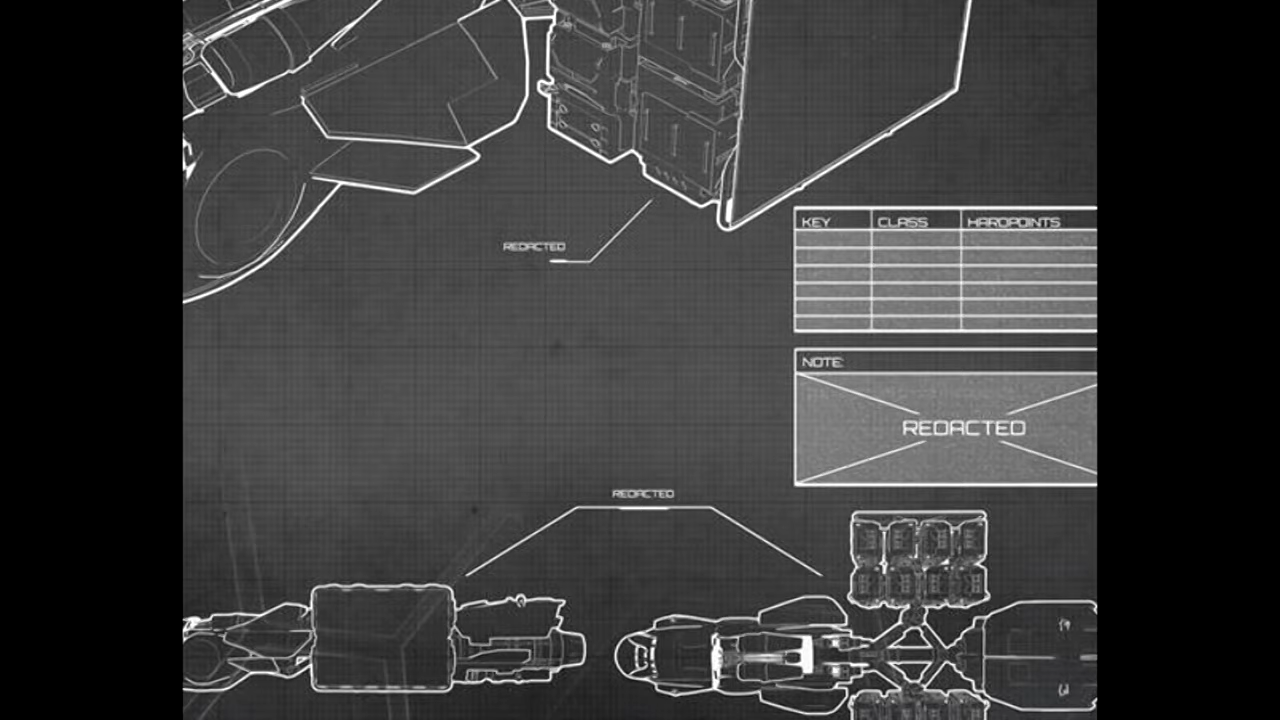 REDACTED
KEY CLASS HARDPOINTS
NOTE:
REDACTED
REDACTED